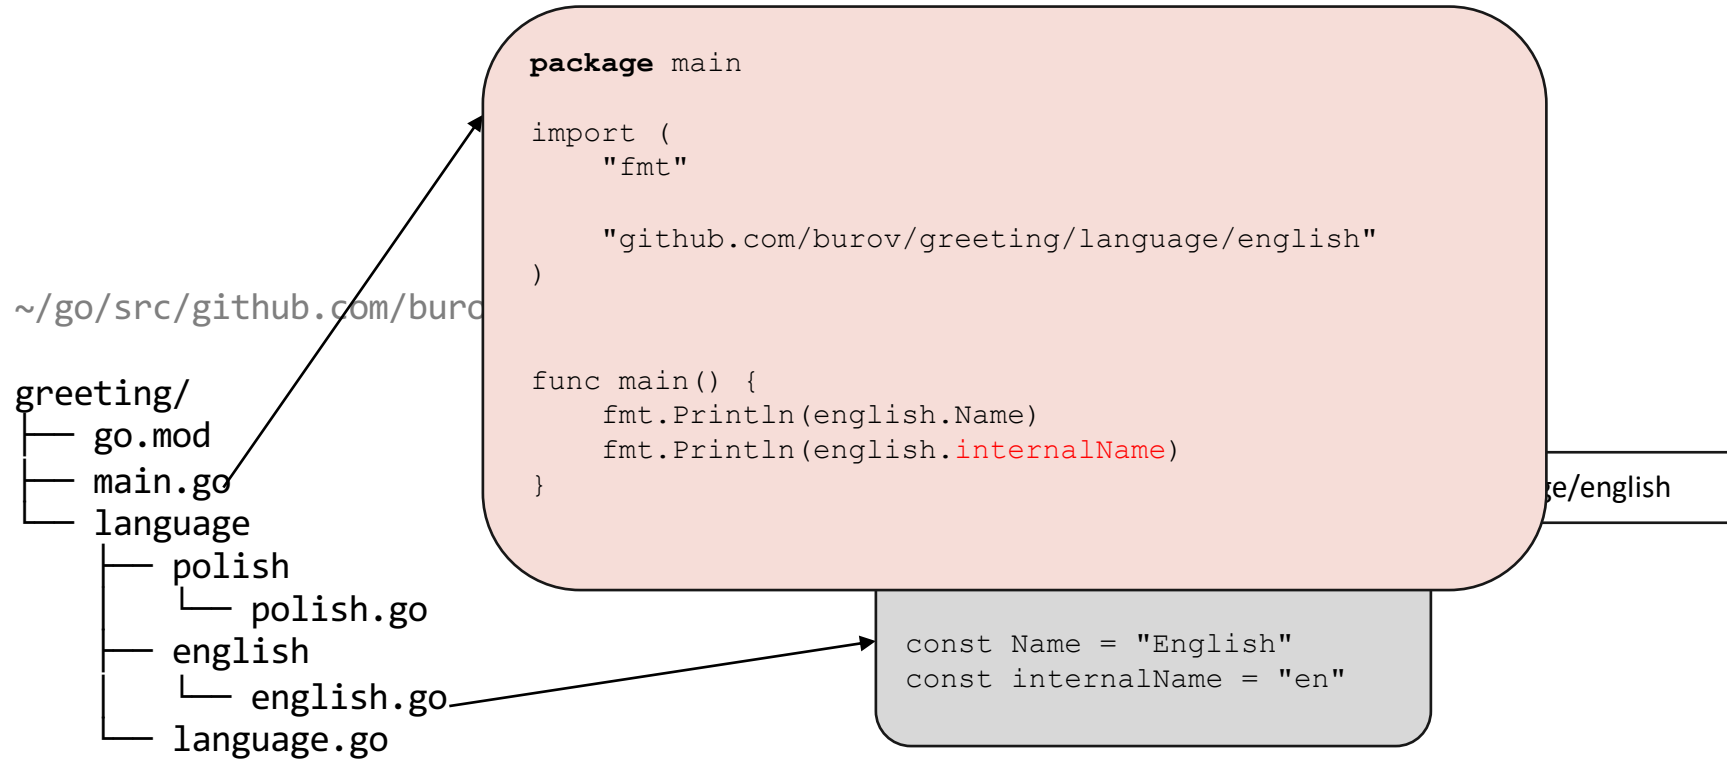 package main
import (
"fmt"
"github.com/burov/greeting/language/english"
)
func main() {
fmt.Println(english.Name)
fmt.Println(english.internalName)
}
~/go/src/github.com/buro
greeting/
go.mod
main.go
language
polish
polish.go
english
english.go
language.go
ge/english
const Name = "English"
const internalName = "en"